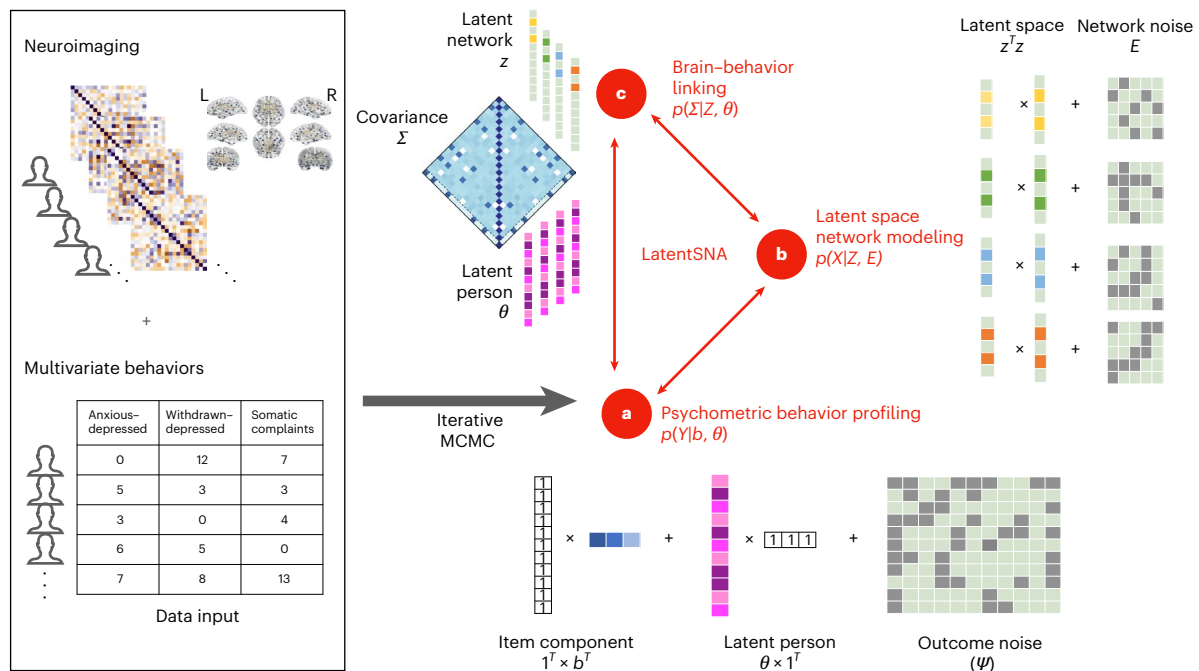 Neuroimaging
L
R
+
Multivariate behaviors
Anxious–
depressed
Withdrawn–
depressed
Somatic
complaints
0 12 7
5 3 3
3 0 4
6 5 0
7 8 13
Data input
Latent
network
z
Covariance
Σ
Latent
person
θ
Iterative
MCMC
LatentSNA
c
Brain–behavior
linking
p(Σ|Z, θ)
b
Latent space
network modeling
p(X|Z, E)
a
Psychometric behavior profiling
p(Y|b, θ)
Latent space
z^T z
Network noise
E
× +
× +
× +
× +
1
1
1
1
1
1
1
1
1
1
1
× + × 1 1 1 +
Item component
1^T × b^T
Latent person
θ × 1^T
Outcome noise
(Ψ)